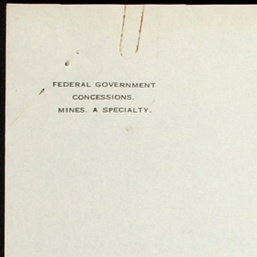 FEDERAL GOVERNMENT
CONCESSIONS.
MINES. A SPECIALTY.